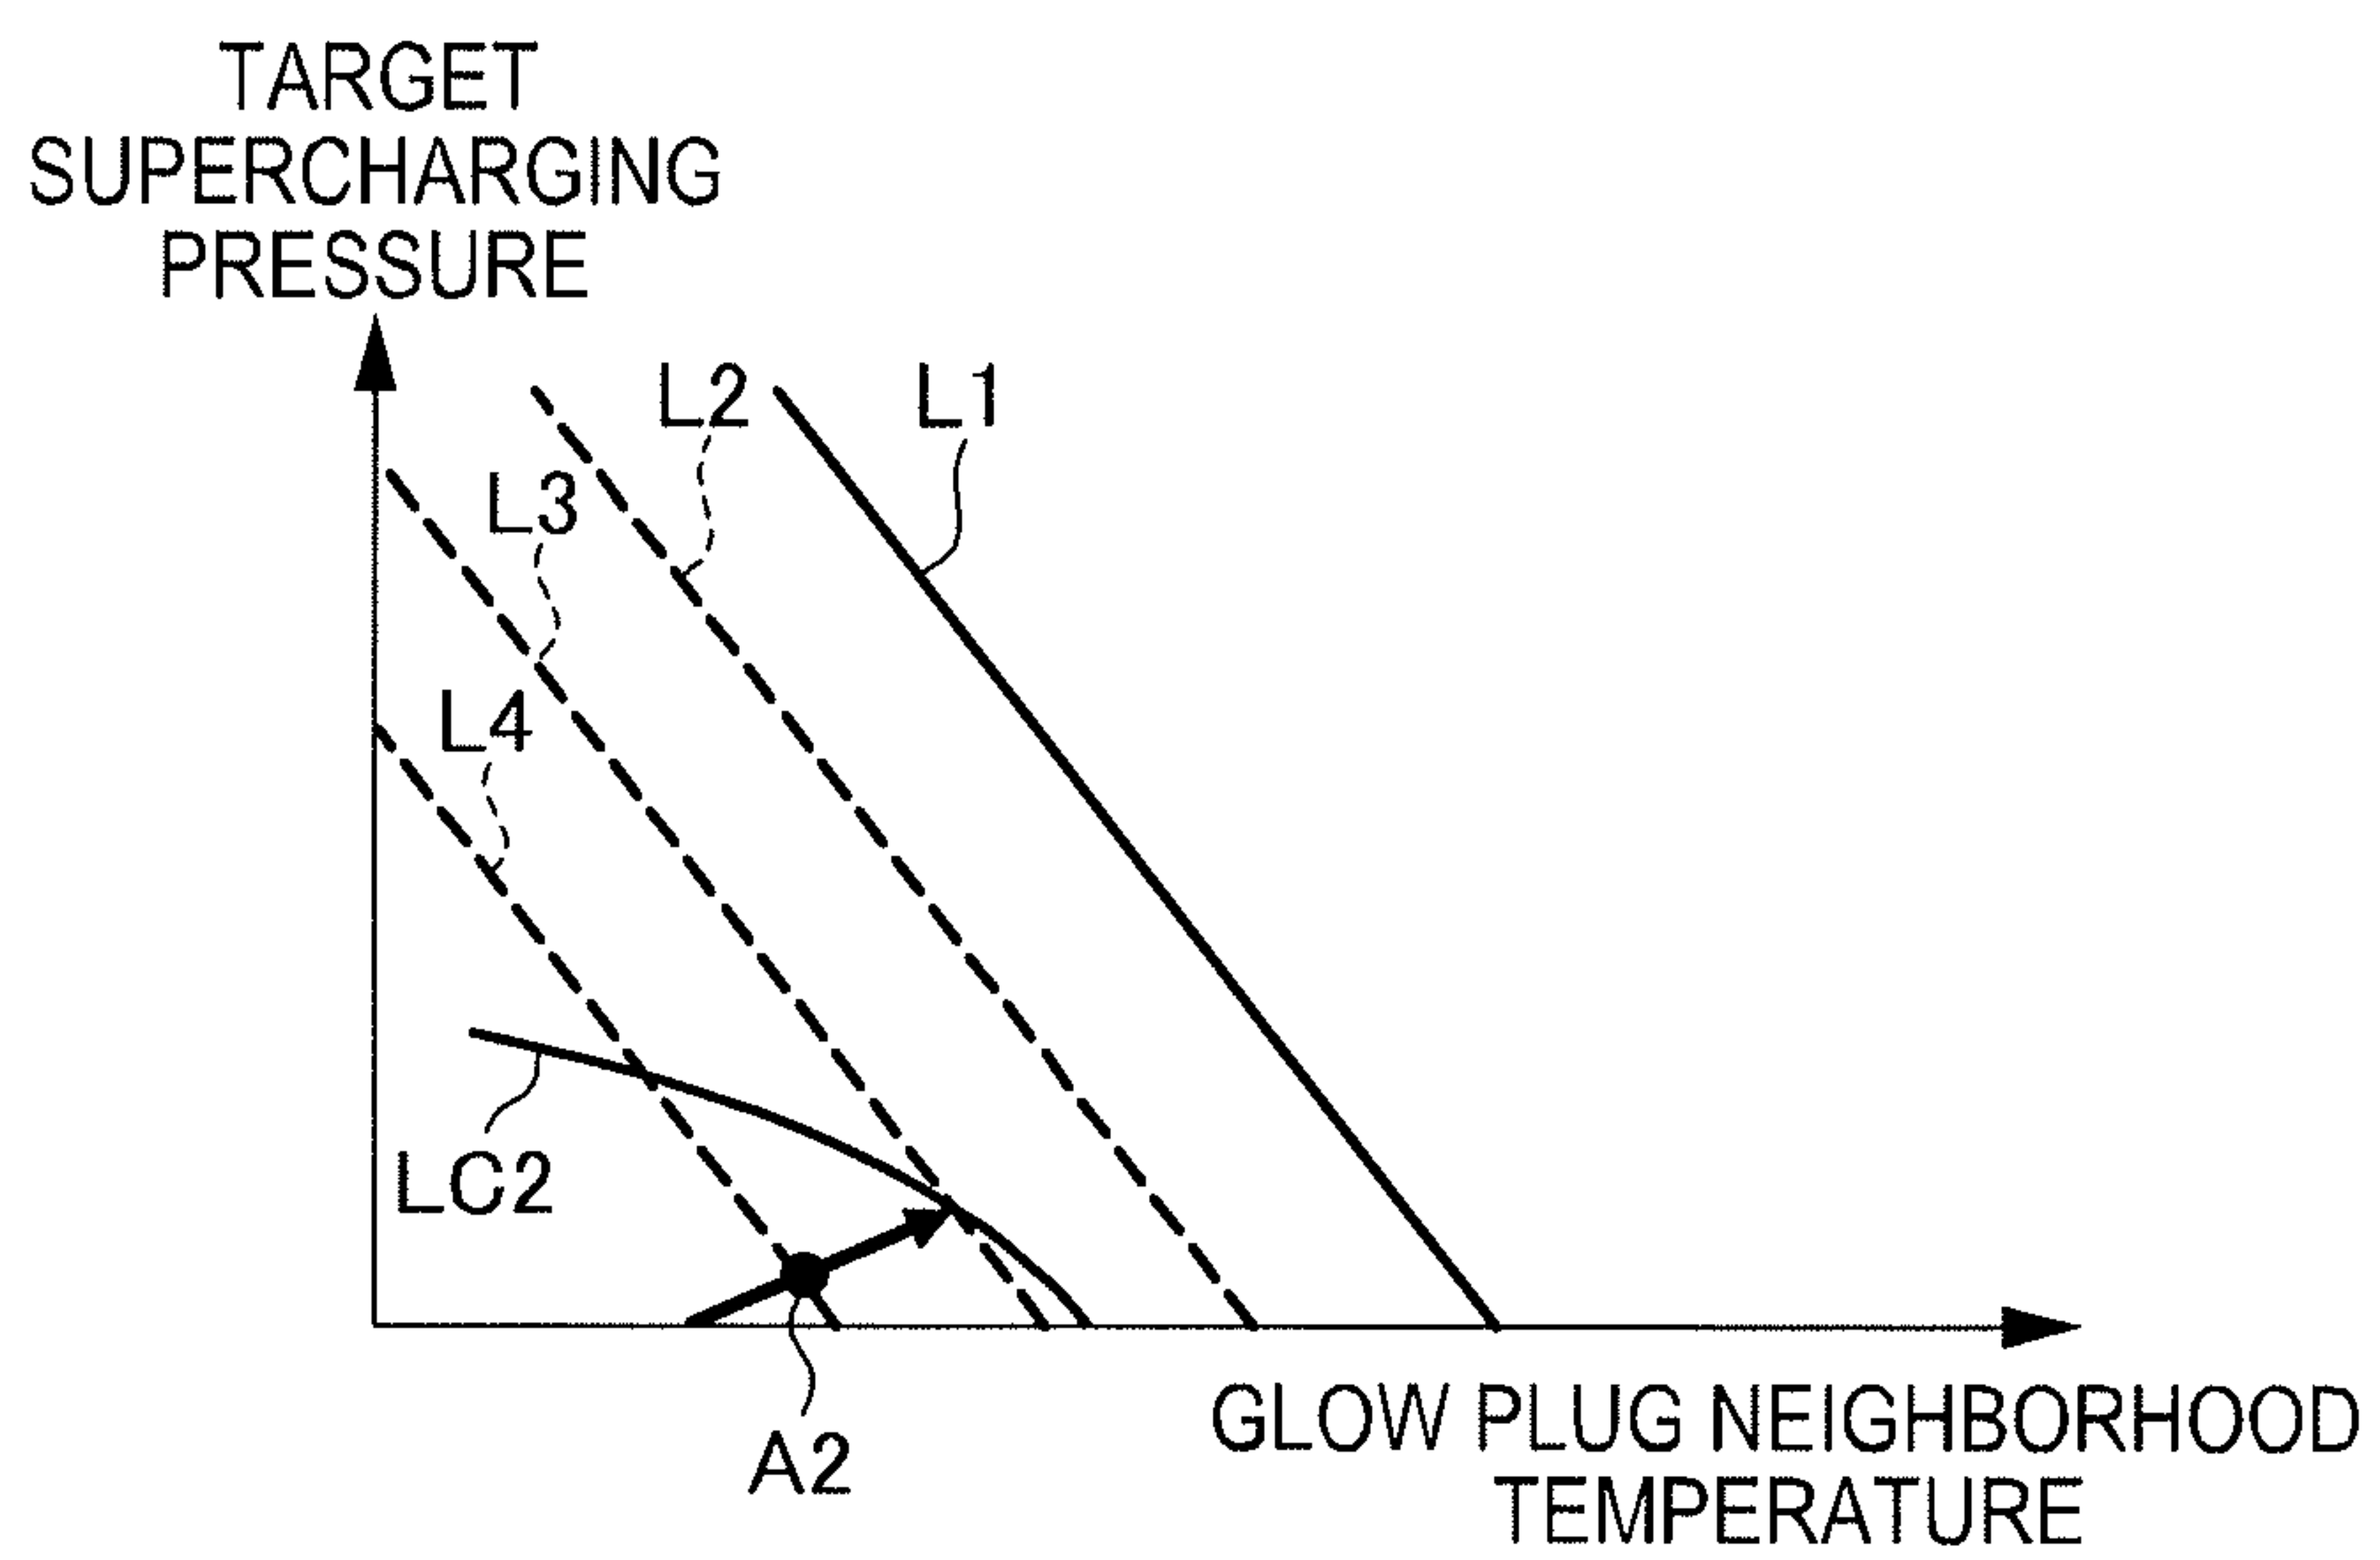 TARGET
SUPERCHARGING
PRESSURE
L2
L1
L3
L4
LC2
A2
GLOW PLUG NEIGHBORHOOD
TEMPERATURE